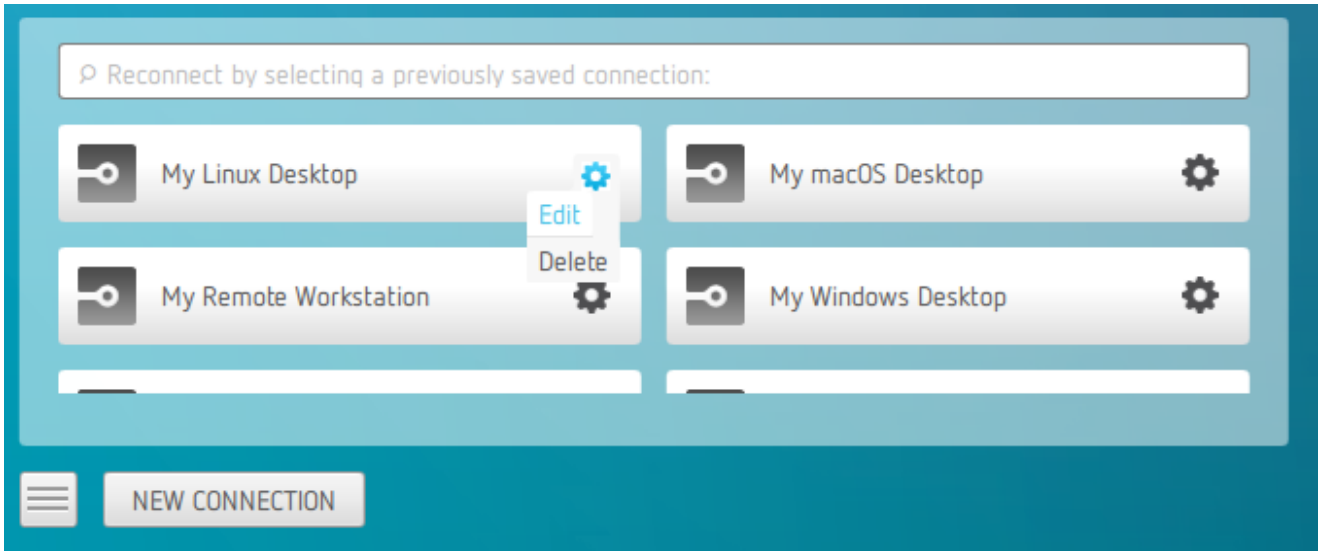 Reconnect by selecting a previously saved connection:
My Linux Desktop
My macOS Desktop
Edit
Delete
My Remote Workstation
My Windows Desktop
NEW CONNECTION